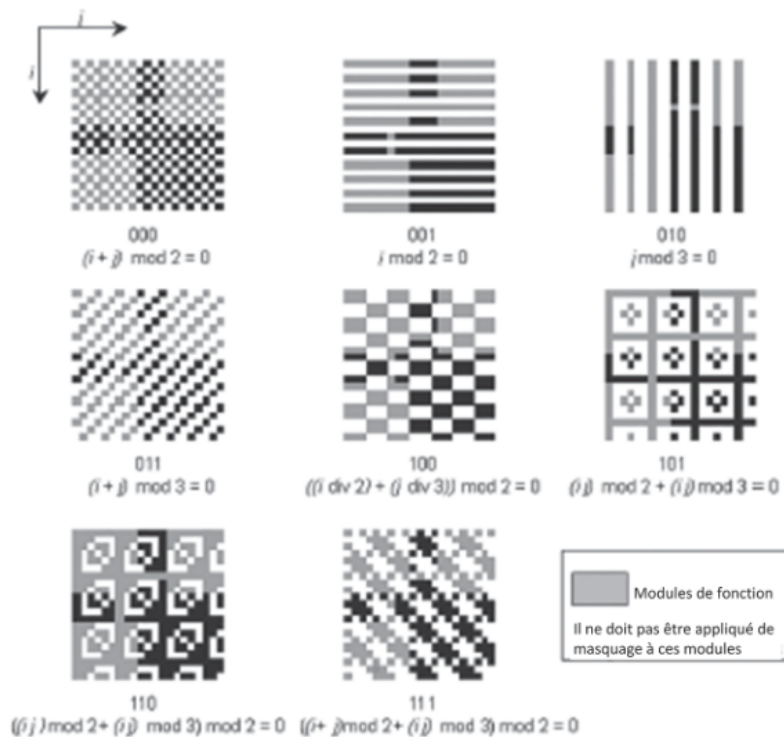 j
i
000 001 010
(i + j) mod 2 = 0 i mod 2 = 0 j mod 3 = 0
011 100 101
(i + j) mod 3 = 0 ((i div 2) + (j div 3)) mod 2 = 0 (i j) mod 2 + (i j) mod 3 = 0
Modules de fonction
Il ne doit pas être appliqué de
masquage à ces modules
110 111
((i j) mod 2 + (i j) mod 3) mod 2 = 0 ((i + j) mod 2 + (i j) mod 3) mod 2 = 0